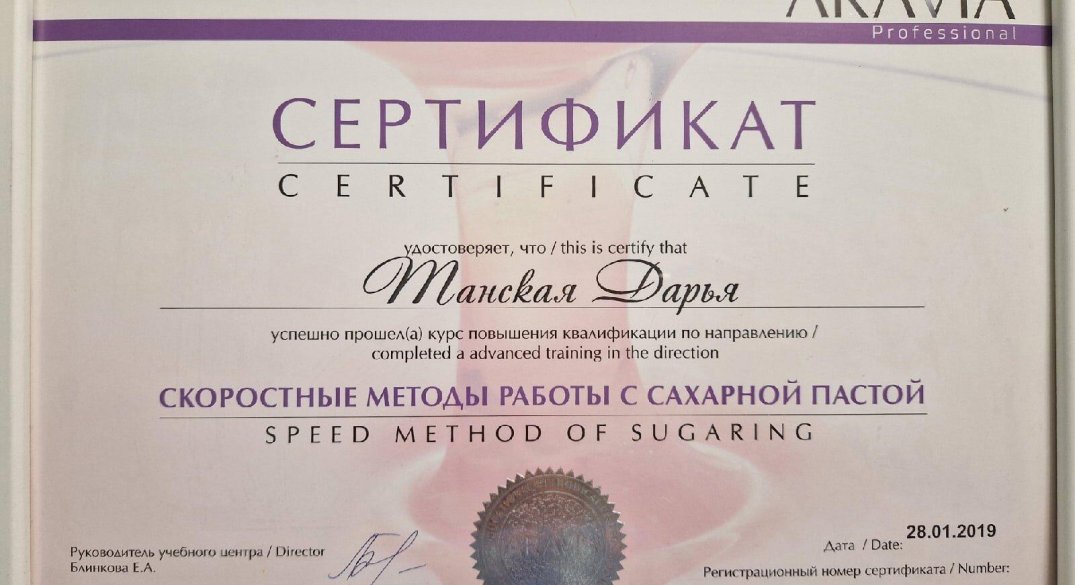 ARAVIA
Professional
СЕРТИФИКАТ
CERTIFICATE
удостоверяет, что / this is certify that
Танская Дарья
успешно прошел(а) курс повышения квалификации по направлению /
completed a advanced training in the direction
СКОРОСТНЫЕ МЕТОДЫ РАБОТЫ С САХАРНОЙ ПАСТОЙ
SPEED METHOD OF SUGARING
Руководитель учебного центра / Director
Блинкова Е.А.
Дата / Date: 28.01.2019
Регистрационный номер сертификата / Number: